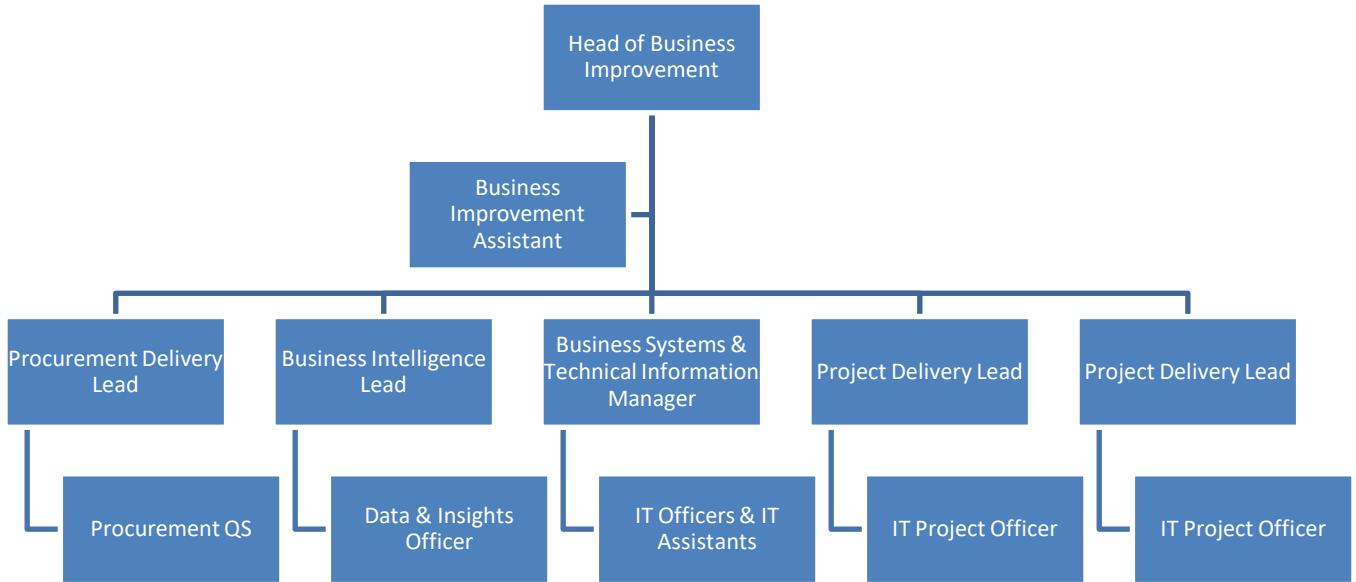 Head of Business
Improvement
Business
Improvement
Assistant
Procurement Delivery
Lead
Business Intelligence
Lead
Business Systems &
Technical Information
Manager
Project Delivery Lead
Project Delivery Lead
Procurement QS
Data & Insights
Officer
IT Officers & IT
Assistants
IT Project Officer
IT Project Officer